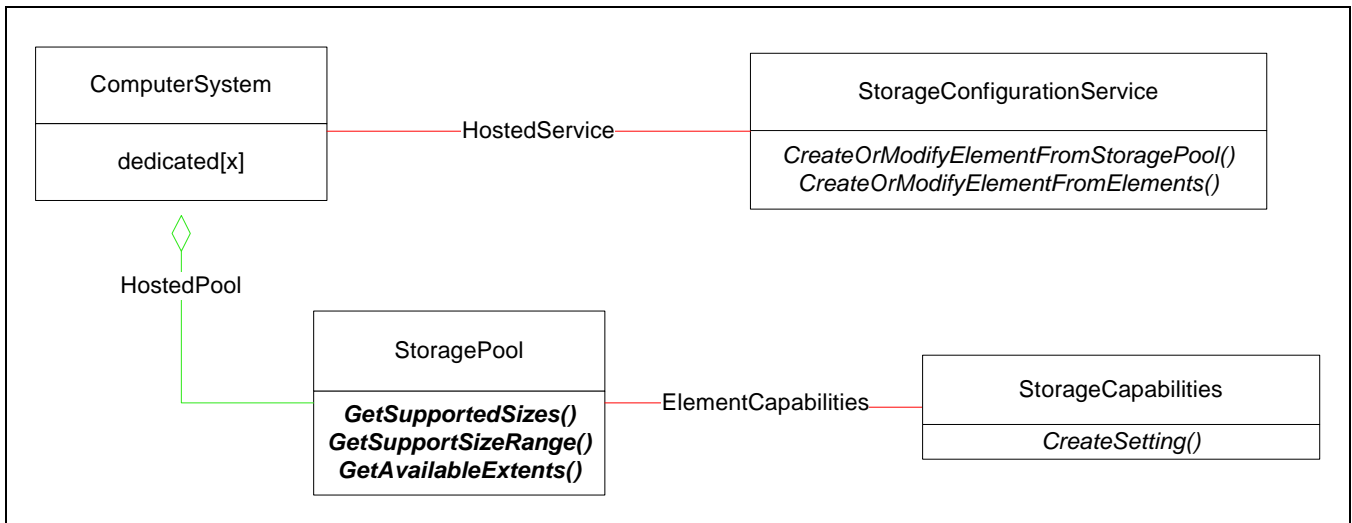 ComputerSystem
dedicated[x]
HostedService
StorageConfigurationService
CreateOrModifyElementFromStoragePool()
CreateOrModifyElementFromElements()
HostedPool
StoragePool
GetSupportedSizes()
GetSupportSizeRange()
GetAvailableExtents()
ElementCapabilities
StorageCapabilities
CreateSetting()